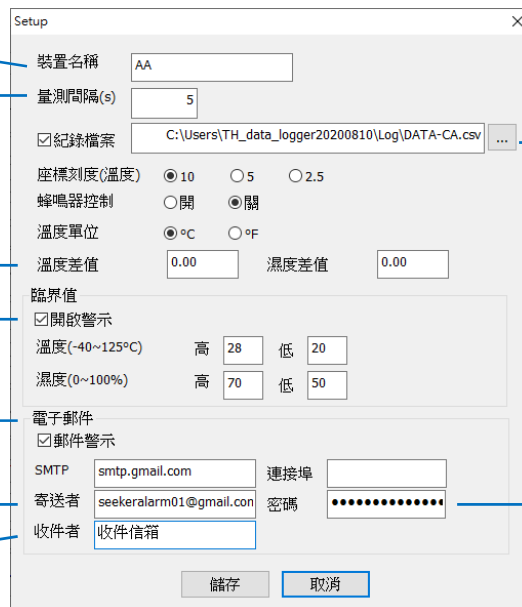 Setup
裝置名稱 AA
量測間隔(s) 5
紀錄檔案 C:\Users\TH_data_logger20200810\Log\DATA-CA.csv ...
座標刻度(溫度) 10 5 2.5
蜂鳴器控制 開 關
溫度單位 ºC ºF
溫度差值 0.00 濕度差值 0.00
臨界值
開啟警示
溫度(-40~125ºC) 高 28 低 20
濕度(0~100%) 高 70 低 50
電子郵件
郵件警示
SMTP smtp.gmail.com 連接埠
寄送者 seekeralarm01@gmail.con 密碼 ●●●●●●●●●●●●●●
收件者 收件信箱
儲存 取消